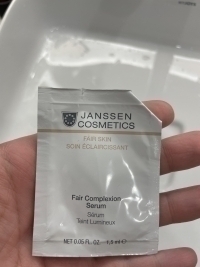 JANSSEN
COSMETICS
FAIR SKIN
SOIN ÉCLAIRCISSANT
Fair Complexion
Serum
Sérum
Teint Lumineux
NET 0.05 FL. OZ. - 1.5 ml ℮